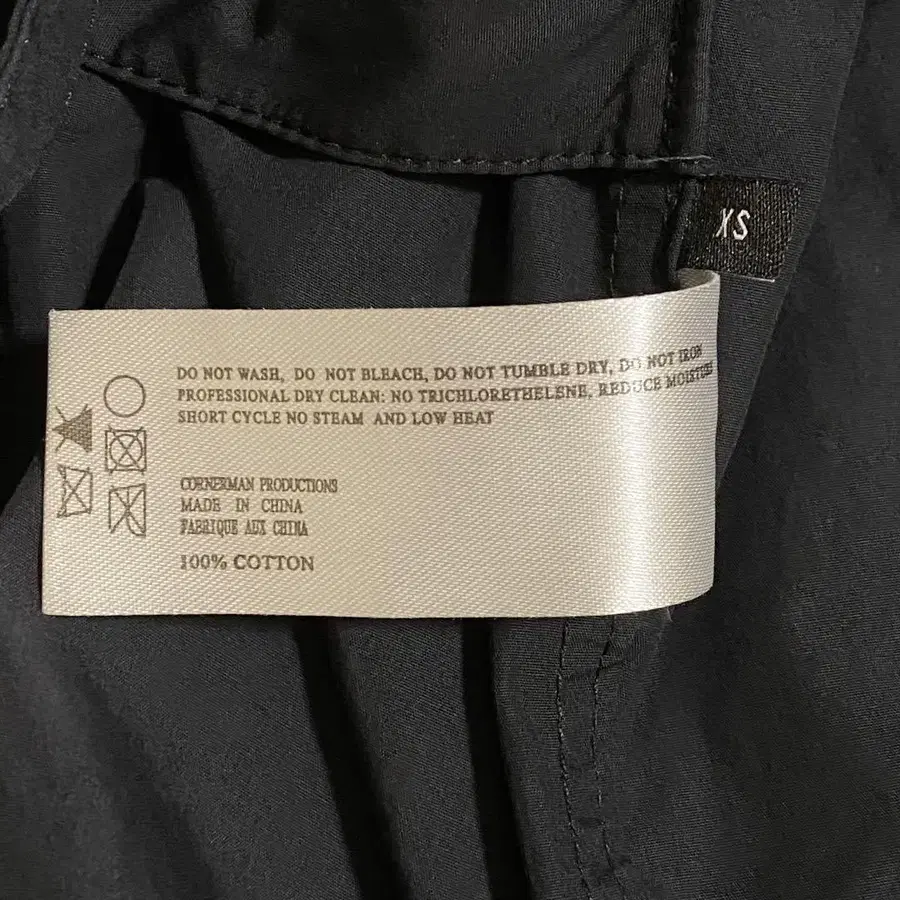 XS
DO NOT WASH, DO NOT BLEACH, DO NOT TUMBLE DRY, DO NOT IRON
PROFESSIONAL DRY CLEAN: NO TRICHLORETHELENE, REDUCE MOISTURE
SHORT CYCLE NO STEAM AND LOW HEAT
CORNERMAN PRODUCTIONS
MADE IN CHINA
FABRIQUE AUX CHINA
100% COTTON